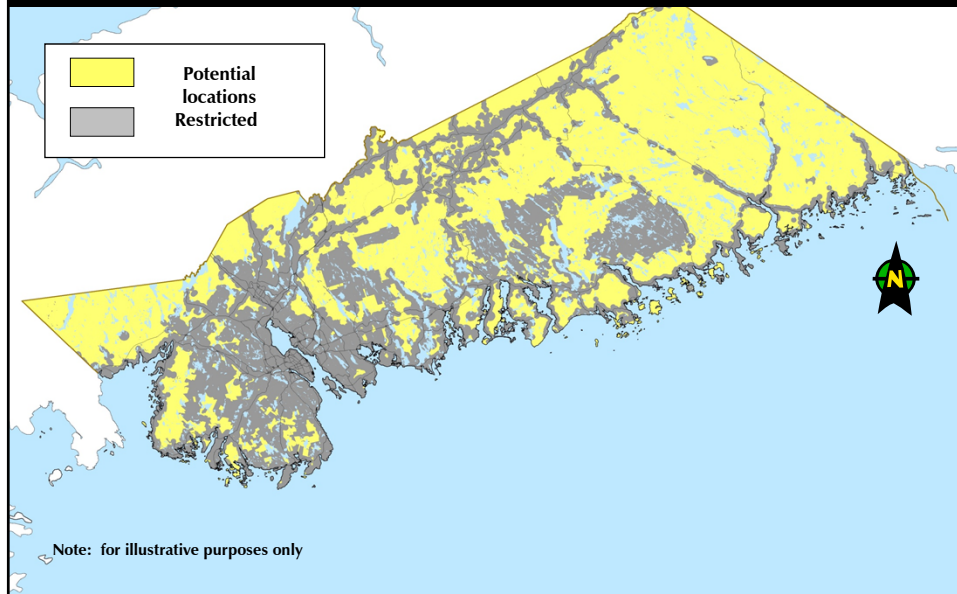 Potential
locations
Restricted
N
Note: for illustrative purposes only